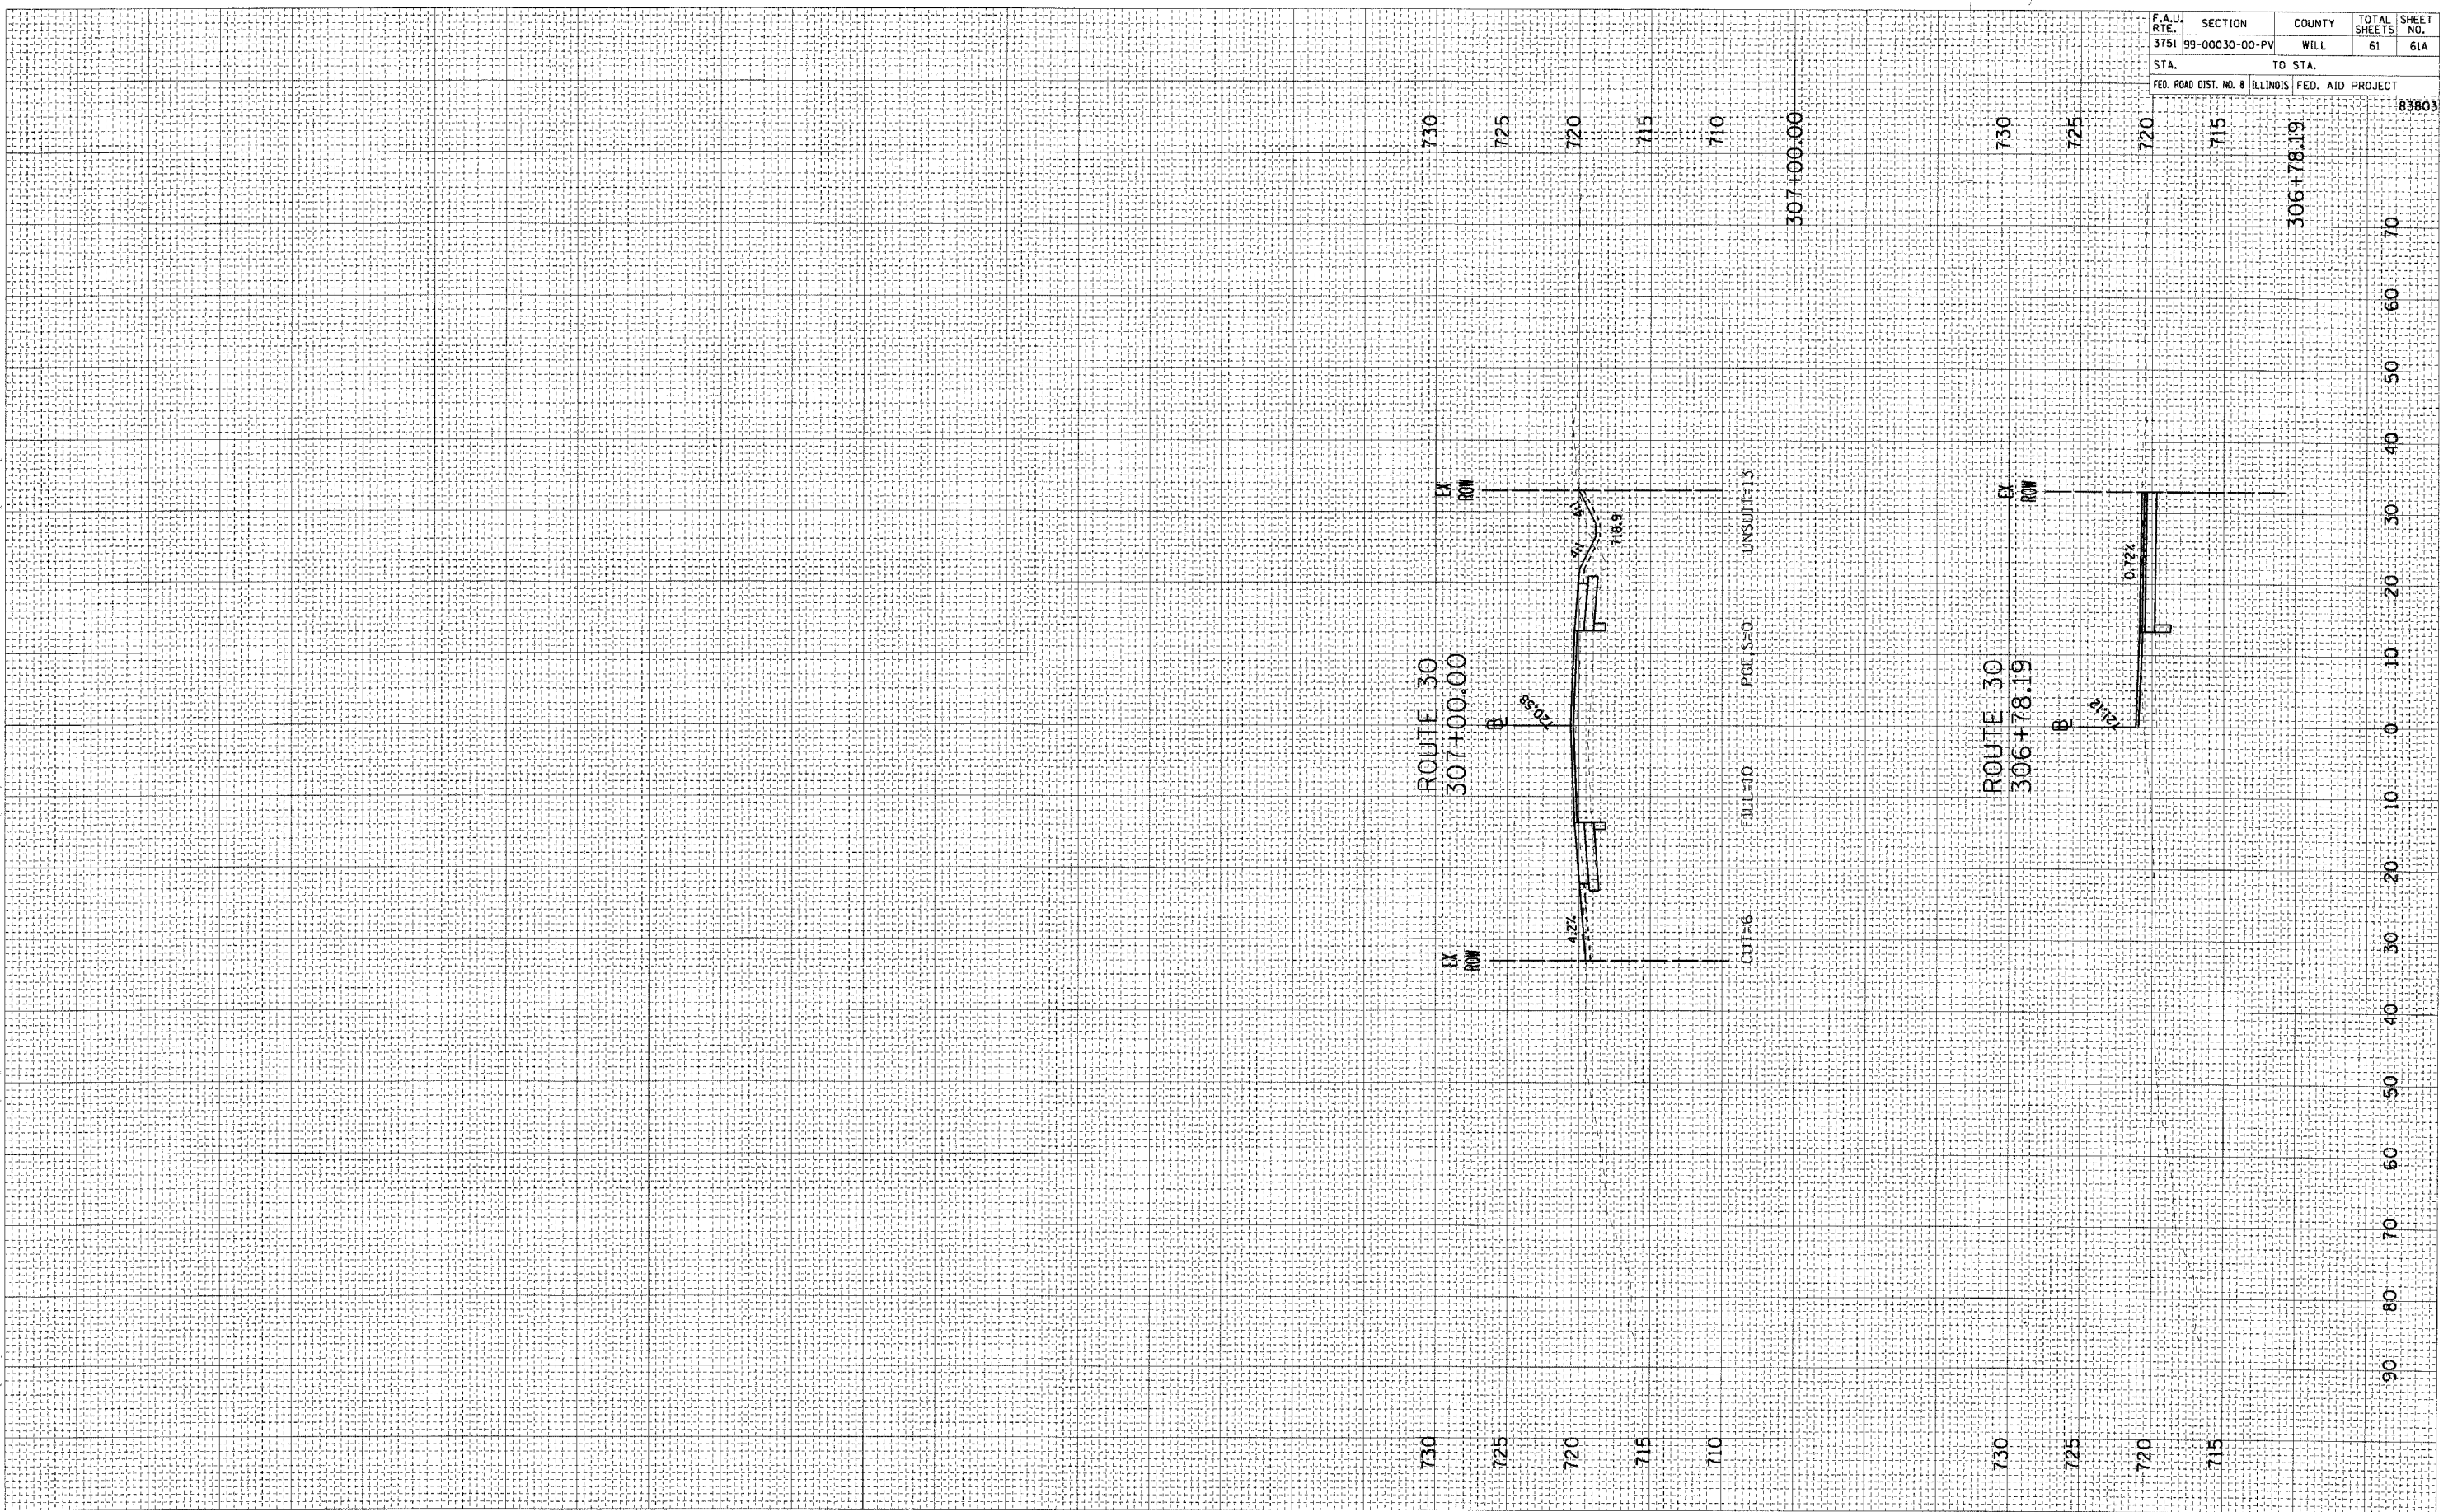 F.A.U. RTE. SECTION COUNTY TOTAL SHEETS SHEET NO.
3751 99-00030-00-PV WILL 61 61A
STA. TO STA.
FED. ROAD DIST. NO. 8 ILLINOIS FED. AID PROJECT
83803
730 725 720 715 710 307+00.00
730 725 720 715 306+78.19
EX ROW
4:1
4:1
718.9
UNSUIT=13
ROUTE 30
307+00.00
720.58
PGE,S=0
FILL=10
CUT=6
4.2%
EX ROW
EX ROW
0.72%
ROUTE 30
306+78.19
721.12
70
60
50
40
30
20
10
0
10
20
30
40
50
60
70
80
90
730 725 720 715 710
730 725 720 715